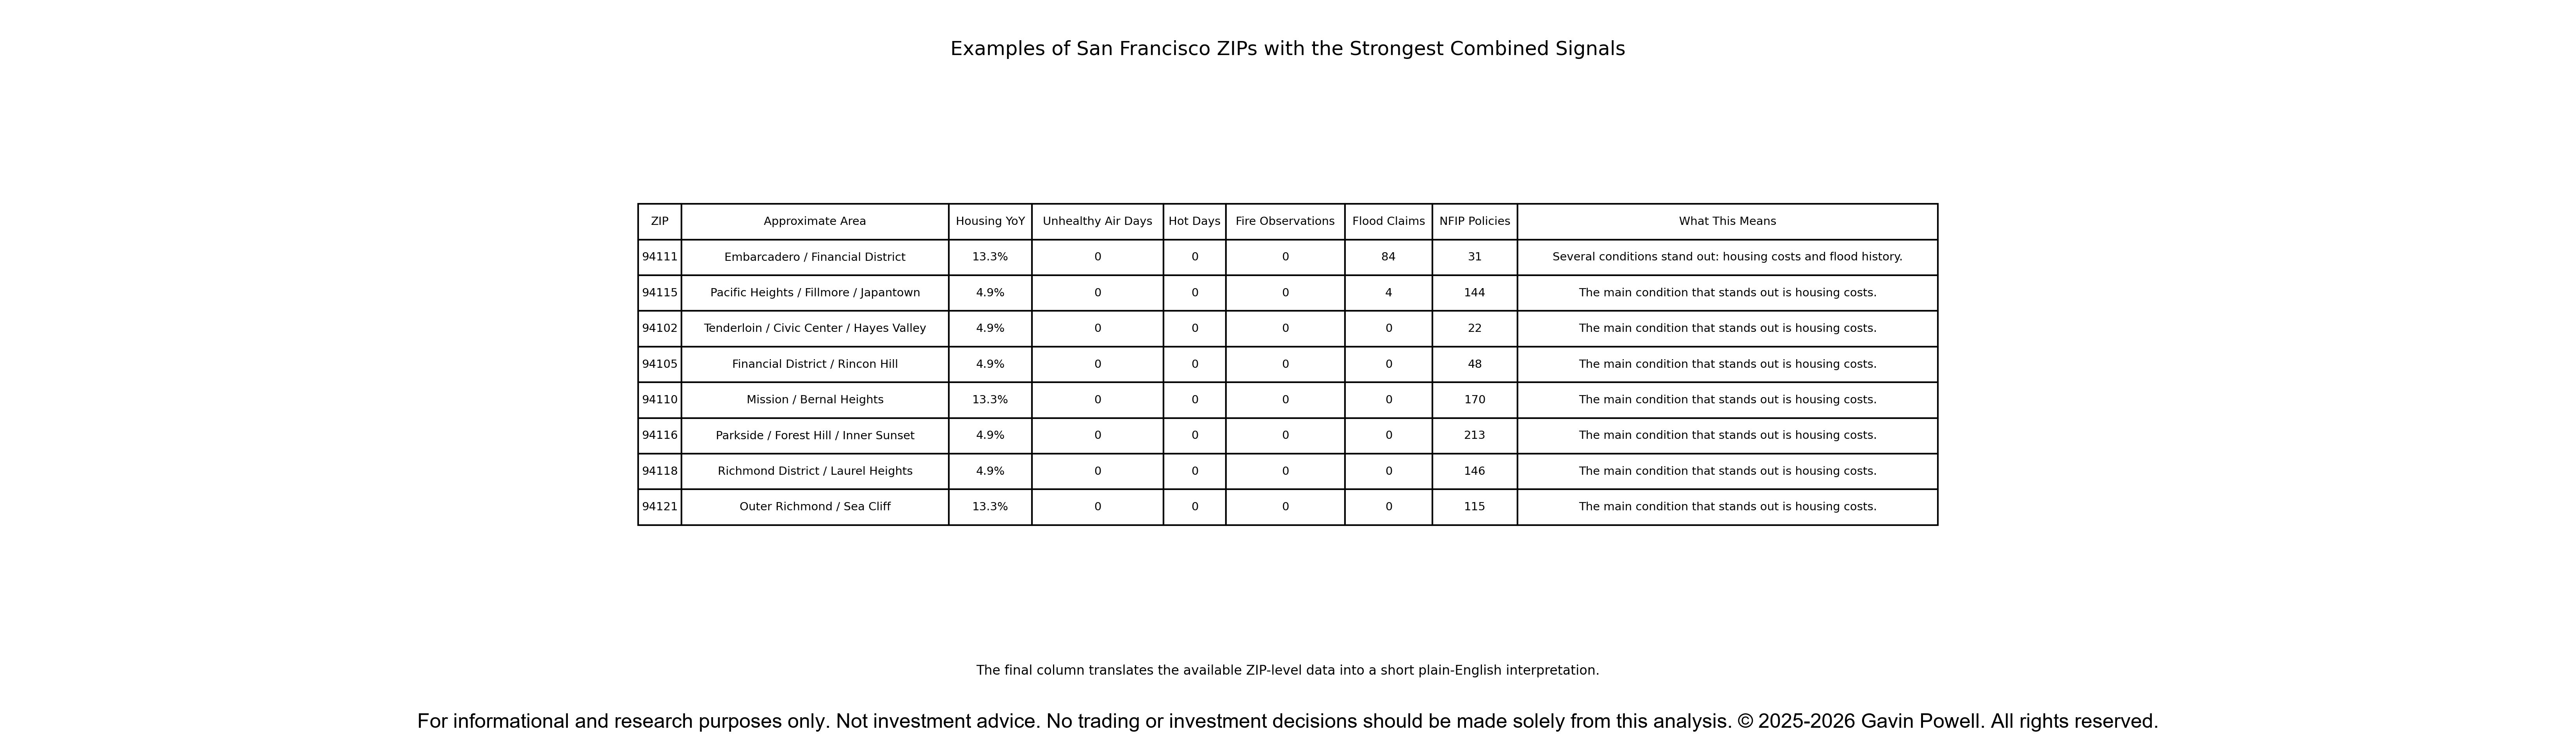 Examples of San Francisco ZIPs with the Strongest Combined Signals
ZIP Approximate Area Housing YoY Unhealthy Air Days Hot Days Fire Observations Flood Claims NFIP Policies What This Means
94111 Embarcadero / Financial District 13.3% 0 0 0 84 31 Several conditions stand out: housing costs and flood history.
94115 Pacific Heights / Fillmore / Japantown 4.9% 0 0 0 4 144 The main condition that stands out is housing costs.
94102 Tenderloin / Civic Center / Hayes Valley 4.9% 0 0 0 0 22 The main condition that stands out is housing costs.
94105 Financial District / Rincon Hill 4.9% 0 0 0 0 48 The main condition that stands out is housing costs.
94110 Mission / Bernal Heights 13.3% 0 0 0 0 170 The main condition that stands out is housing costs.
94116 Parkside / Forest Hill / Inner Sunset 4.9% 0 0 0 0 213 The main condition that stands out is housing costs.
94118 Richmond District / Laurel Heights 4.9% 0 0 0 0 146 The main condition that stands out is housing costs.
94121 Outer Richmond / Sea Cliff 13.3% 0 0 0 0 115 The main condition that stands out is housing costs.
The final column translates the available ZIP-level data into a short plain-English interpretation.
For informational and research purposes only. Not investment advice. No trading or investment decisions should be made solely from this analysis. © 2025-2026 Gavin Powell. All rights reserved.